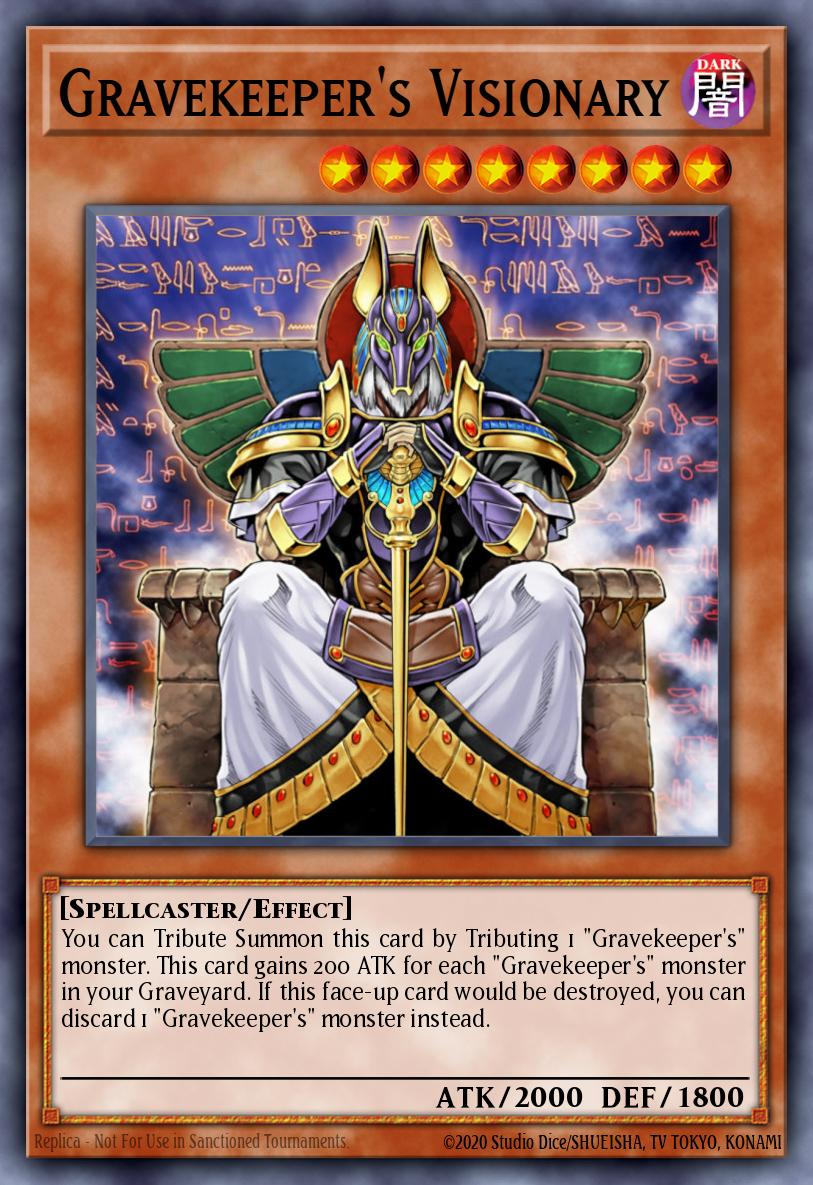 Gravekeeper's Visionary
DARK
闇
[Spellcaster/Effect]
You can Tribute Summon this card by Tributing 1 "Gravekeeper's"
monster. This card gains 200 ATK for each "Gravekeeper's" monster
in your Graveyard. If this face-up card would be destroyed, you can
discard 1 "Gravekeeper's" monster instead.
ATK/2000 DEF/1800
Replica - Not For Use in Sanctioned Tournaments.
©2020 Studio Dice/SHUEISHA, TV TOKYO, KONAMI